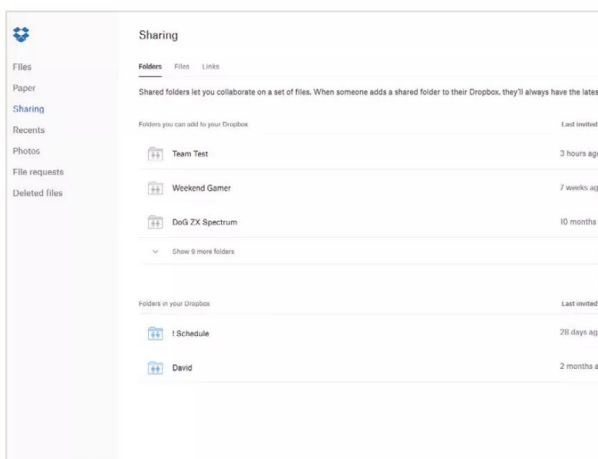 Sharing
Files
Folders Files Links
Paper
Shared folders let you collaborate on a set of files. When someone adds a shared folder to their Dropbox, they'll always have the lates
Sharing
Folders you can add to your Dropbox Last invited
Recents
Photos
Team Test 3 hours ago
File requests
Weekend Gamer 7 weeks ag
Deleted files
DoG ZX Spectrum 10 months
Show 9 more folders
Folders in your Dropbox Last invited
! Schedule 28 days ag
David 2 months a